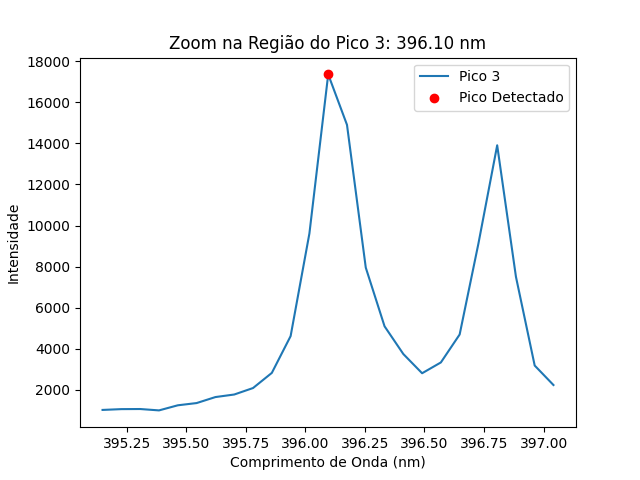 Zoom na Região do Pico 3: 396.10 nm
18000
16000
14000
12000
10000
8000
6000
4000
2000
Intensidade
Pico 3
Pico Detectado
395.25 395.50 395.75 396.00 396.25 396.50 396.75 397.00
Comprimento de Onda (nm)